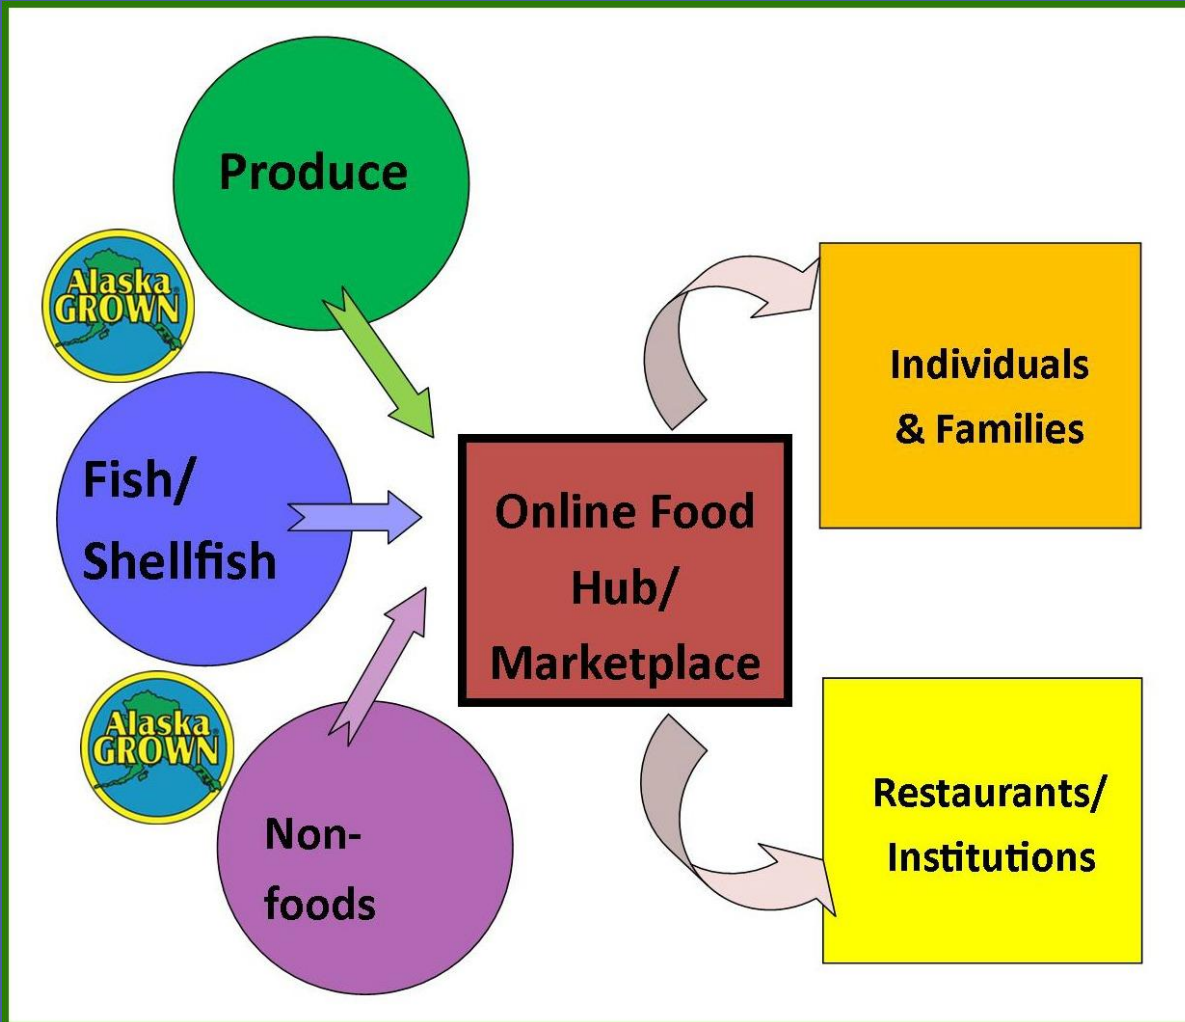 Produce
Alaska
GROWN
Fish/
Shellfish
Alaska
GROWN
Non-
foods
Online Food
Hub/
Marketplace
Individuals
& Families
Restaurants/
Institutions